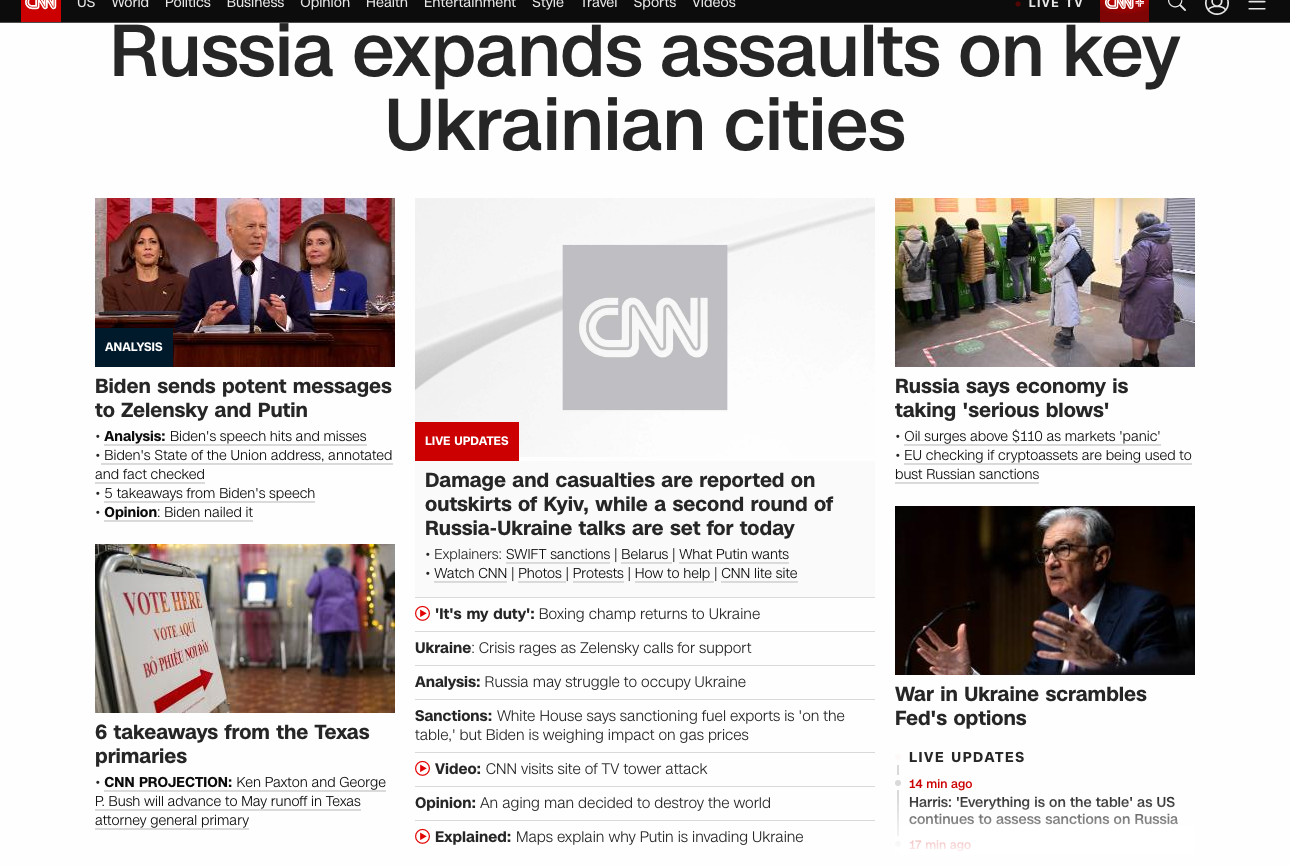 CNN US World Politics Business Opinion Health Entertainment Style Travel Sports Videos LIVE TV CNN+
Russia expands assaults on key
Ukrainian cities
ANALYSIS
Biden sends potent messages
to Zelensky and Putin
• Analysis: Biden's speech hits and misses
• Biden's State of the Union address, annotated
and fact checked
• 5 takeaways from Biden's speech
• Opinion: Biden nailed it
VOTE HERE
VOTE AQUÍ
BỎ PHIẾU NƠI ĐÂY
6 takeaways from the Texas
primaries
• CNN PROJECTION: Ken Paxton and George
P. Bush will advance to May runoff in Texas
attorney general primary
CNN
LIVE UPDATES
Damage and casualties are reported on
outskirts of Kyiv, while a second round of
Russia-Ukraine talks are set for today
• Explainers: SWIFT sanctions | Belarus | What Putin wants
• Watch CNN | Photos | Protests | How to help | CNN lite site
'It's my duty': Boxing champ returns to Ukraine
Ukraine: Crisis rages as Zelensky calls for support
Analysis: Russia may struggle to occupy Ukraine
Sanctions: White House says sanctioning fuel exports is 'on the
table,' but Biden is weighing impact on gas prices
Video: CNN visits site of TV tower attack
Opinion: An aging man decided to destroy the world
Explained: Maps explain why Putin is invading Ukraine
Russia says economy is
taking 'serious blows'
• Oil surges above $110 as markets 'panic'
• EU checking if cryptoassets are being used to
bust Russian sanctions
War in Ukraine scrambles
Fed's options
LIVE UPDATES
14 min ago
Harris: 'Everything is on the table' as US
continues to assess sanctions on Russia
17 min ago